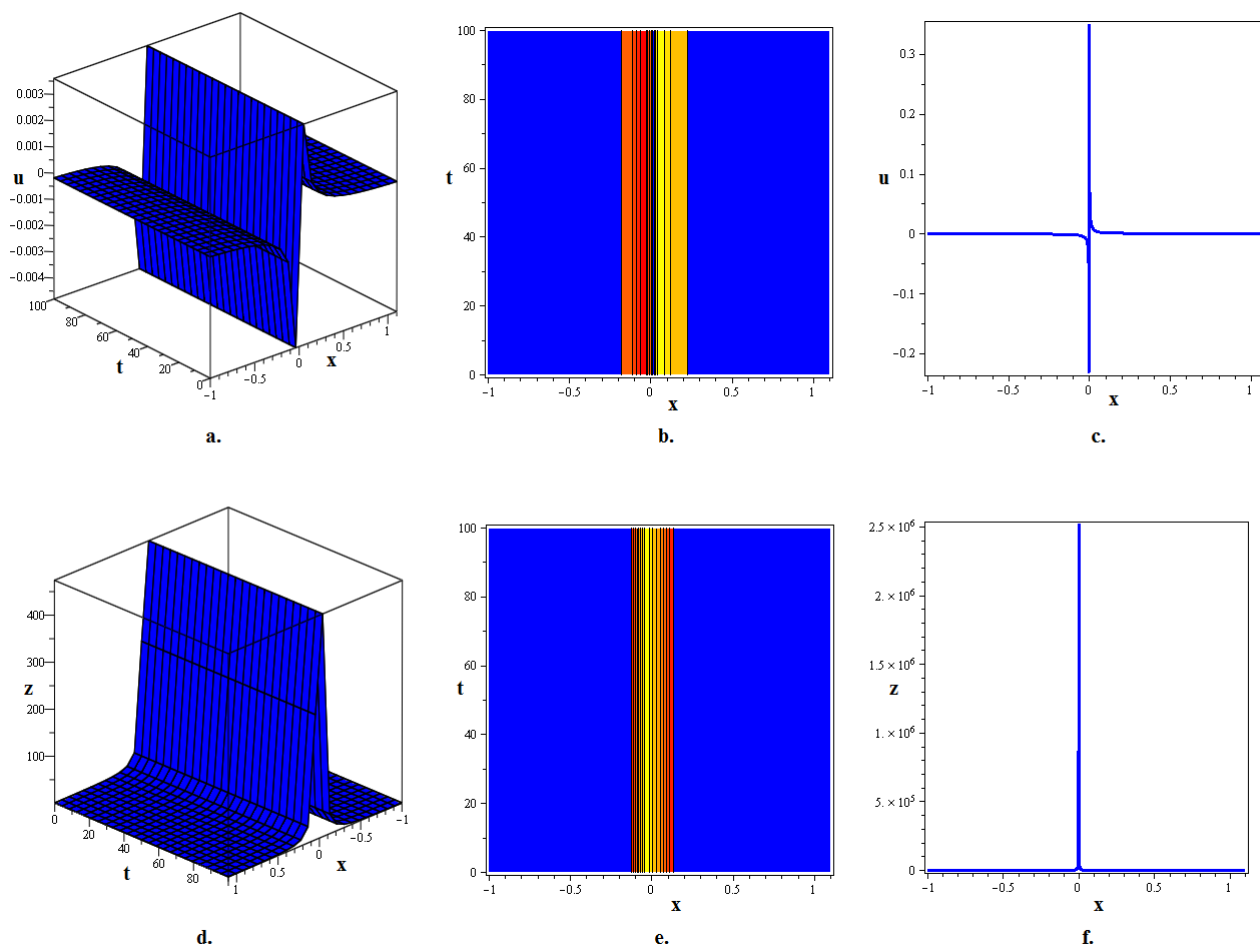 0.003
0.002
0.001
u 0
−0.001
−0.002
−0.003
−0.004
100 80 60 40 20 0
t
−1 −0.5 0 0.5 1
x
a.
100
80
t
60
40
20
0
−1 −0.5 0 0.5 1
x
b.
0.3
0.2
u
0.1
0
−0.1
−0.2
−1 −0.5 0 0.5 1
x
c.
400
300
z
200
100
0 20 40 60 80
t
1 0.5 0 −0.5 −1
x
d.
100
80
60
t
40
20
0
−1 −0.5 0 0.5 1
x
e.
2.5 × 10⁶
2. × 10⁶
1.5 × 10⁶
z
1. × 10⁶
5. × 10⁵
0
−1 −0.5 0 0.5 1
x
f.